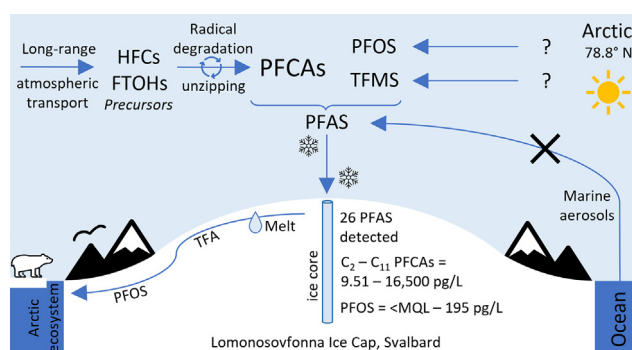 Long-range
atmospheric
transport
HFCs
FTOHs
Precursors
Radical
degradation
unzipping
PFCAs
PFOS
TFMS
?
?
Arctic
78.8° N
PFAS
Marine
aerosols
Melt
TFA
PFOS
ice core
26 PFAS
detected
C₂ – C₁₁ PFCAs =
9.51 – 16,500 pg/L
PFOS = <MQL – 195 pg/L
Arctic
ecosystem
Ocean
Lomonosovfonna Ice Cap, Svalbard